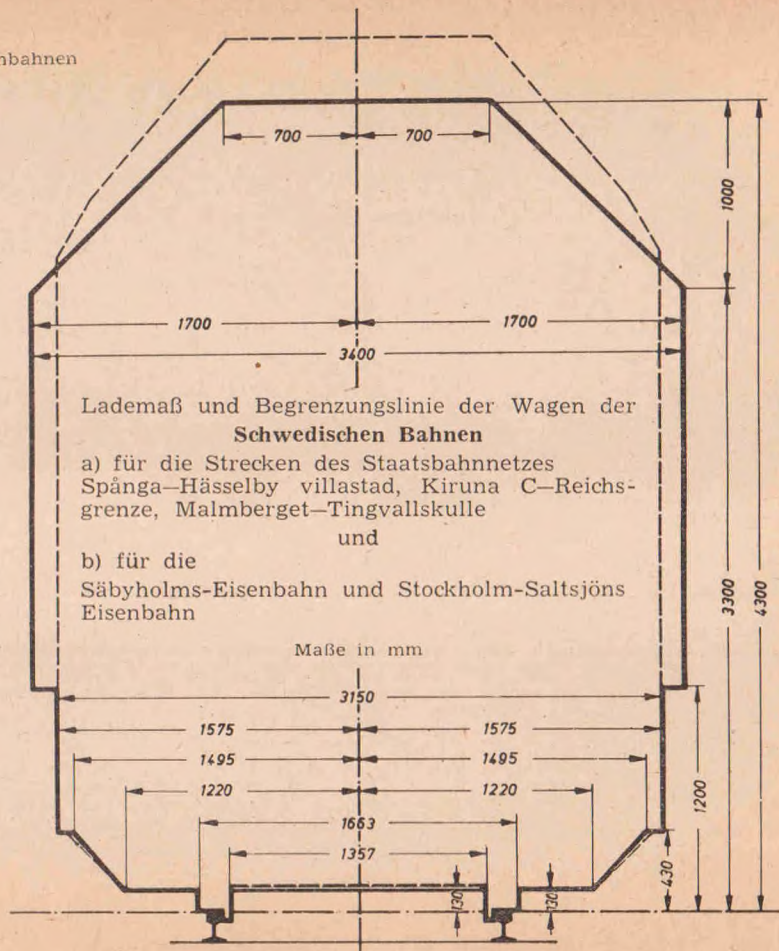 nbahnen
700 700
1000
1700 1700
3400
Lademaß und Begrenzungslinie der Wagen der
Schwedischen Bahnen
a) für die Strecken des Staatsbahnnetzes
Spånga—Hässelby villastad, Kiruna C—Reichs-
grenze, Malmberget—Tingvallskulle
und
b) für die
Säbyholms-Eisenbahn und Stockholm-Saltsjöns
Eisenbahn
3300 4300
Maße in mm
3150
1575 1575
1495 1495
1220 1220
1200
1663
1357
130 130 430